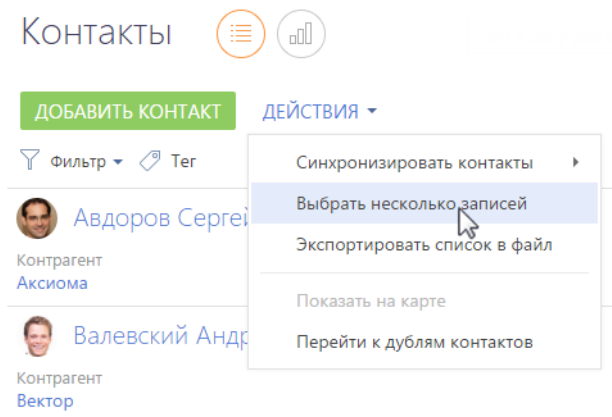 Контакты
ДОБАВИТЬ КОНТАКТ ДЕЙСТВИЯ
Фильтр Тег
Синхронизировать контакты
Выбрать несколько записей
Экспортировать список в файл
Показать на карте
Перейти к дублям контактов
Авдоров Сергей
Контрагент
Аксиома
Валевский Андр
Контрагент
Вектор